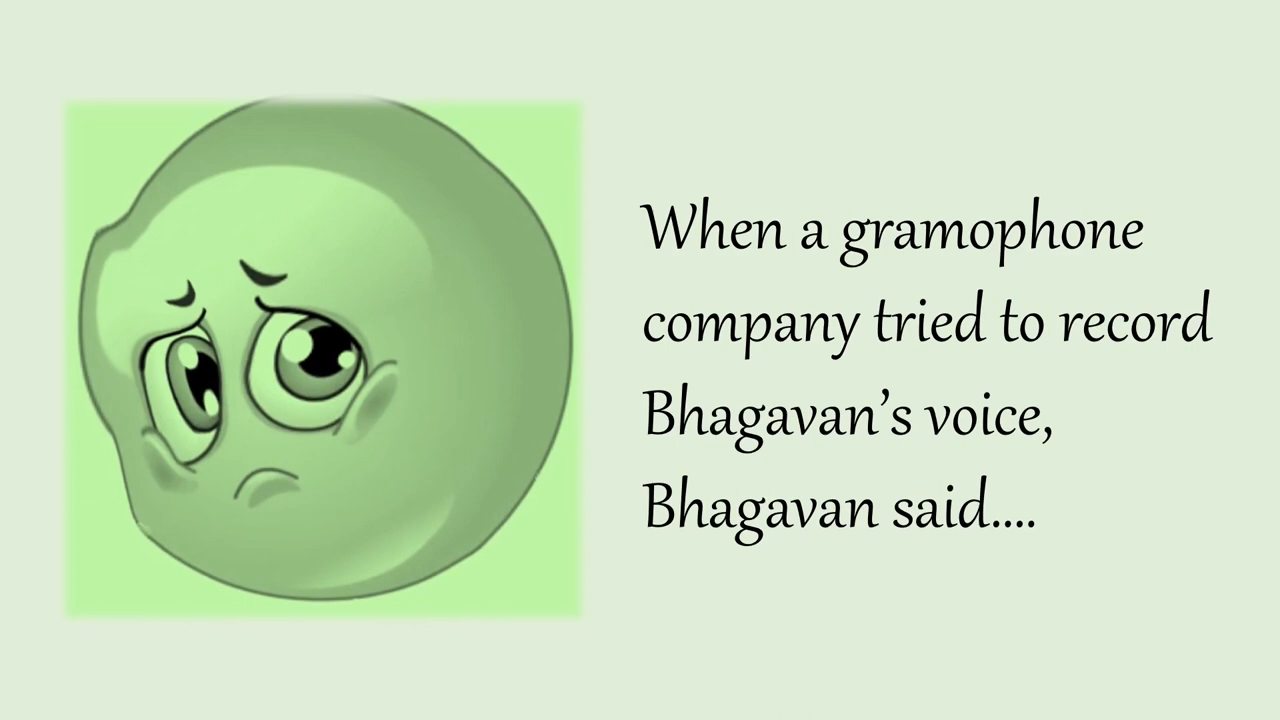 When a gramophone
company tried to record
Bhagavan’s voice,
Bhagavan said....